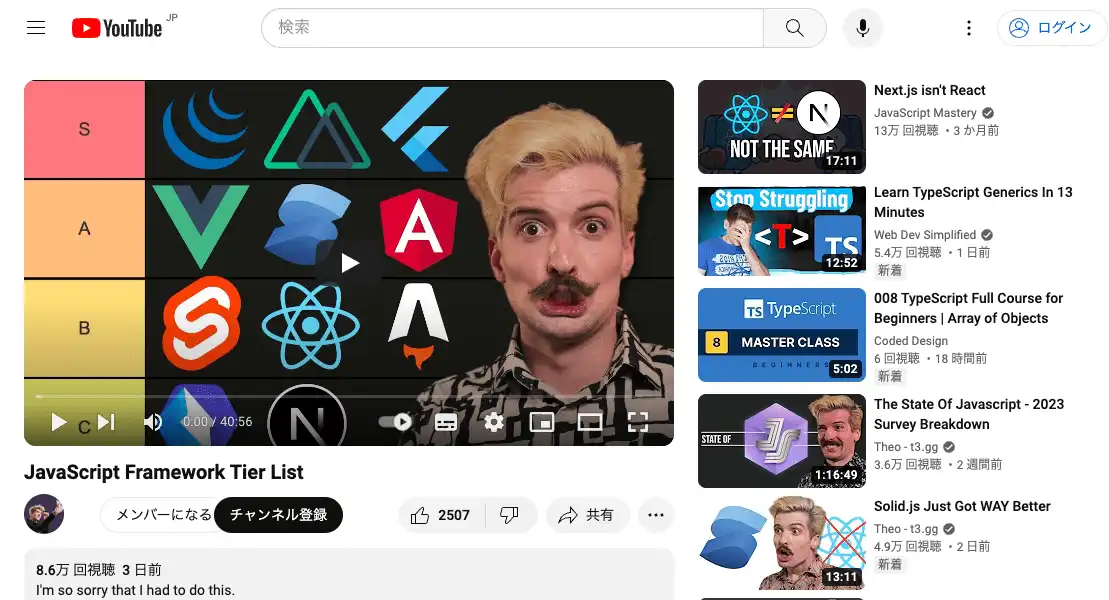 YouTube JP
検索
ログイン
S
A
B
C
0:00 / 40:56
JavaScript Framework Tier List
メンバーになる
チャンネル登録
2507
共有
8.6万 回視聴 3 日前
I'm so sorry that I had to do this.
NOT THE SAME
17:11
Next.js isn't React
JavaScript Mastery
13万 回視聴 ・3 か月前
Stop Struggling
<T>
TS
12:52
Learn TypeScript Generics In 13
Minutes
Web Dev Simplified
5.4万 回視聴 ・1 日前
新着
TS TypeScript
8 MASTER CLASS
BEGINNERS
5:02
008 TypeScript Full Course for
Beginners | Array of Objects
Coded Design
6 回視聴 ・18 時間前
新着
STATE OF
JS
1:16:49
The State Of Javascript - 2023
Survey Breakdown
Theo - t3.gg
3.6万 回視聴 ・2 週間前
13:11
Solid.js Just Got WAY Better
Theo - t3.gg
4.9万 回視聴 ・2 日前
新着